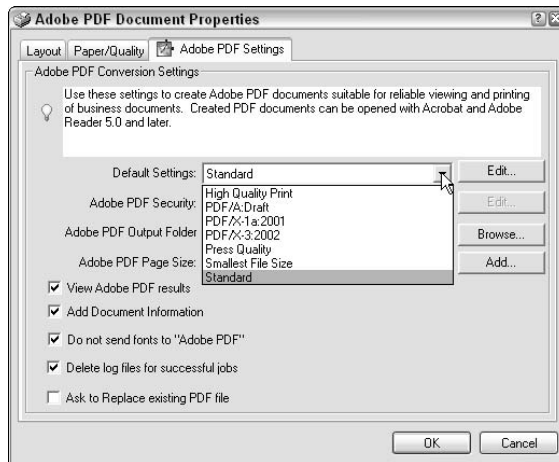 Adobe PDF Document Properties
Layout Paper/Quality Adobe PDF Settings
Adobe PDF Conversion Settings
Use these settings to create Adobe PDF documents suitable for reliable viewing and printing
of business documents. Created PDF documents can be opened with Acrobat and Adobe
Reader 5.0 and later.
Default Settings: Standard Edit...
High Quality Print
Adobe PDF Security: Edit...
PDF/A:Draft
PDF/X-1a:2001
Adobe PDF Output Folder Browse...
PDF/X-3:2002
Press Quality
Adobe PDF Page Size: Add...
Smallest File Size
Standard
View Adobe PDF results
Add Document Information
Do not send fonts to "Adobe PDF"
Delete log files for successful jobs
Ask to Replace existing PDF file
OK Cancel